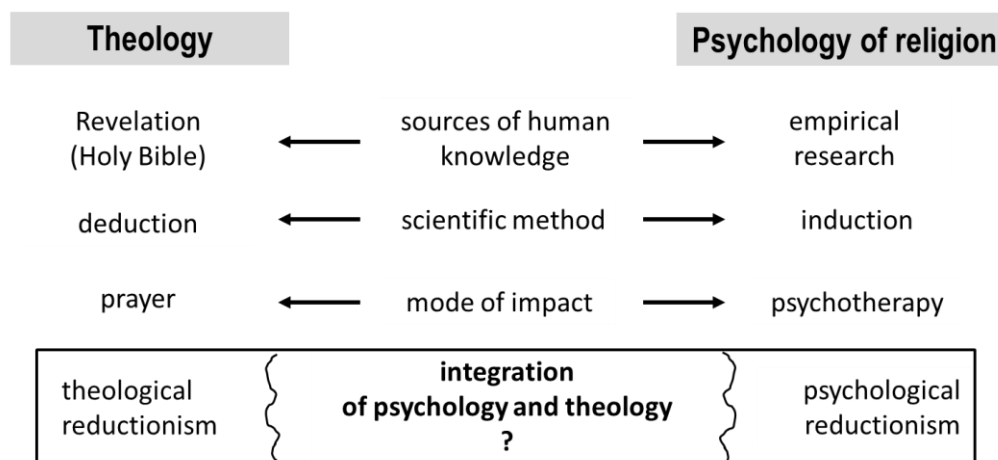 Theology
Psychology of religion
Revelation
(Holy Bible)
sources of human
knowledge
empirical
research
deduction
scientific method
induction
prayer
mode of impact
psychotherapy
theological
reductionism
integration
of psychology and theology
?
psychological
reductionism